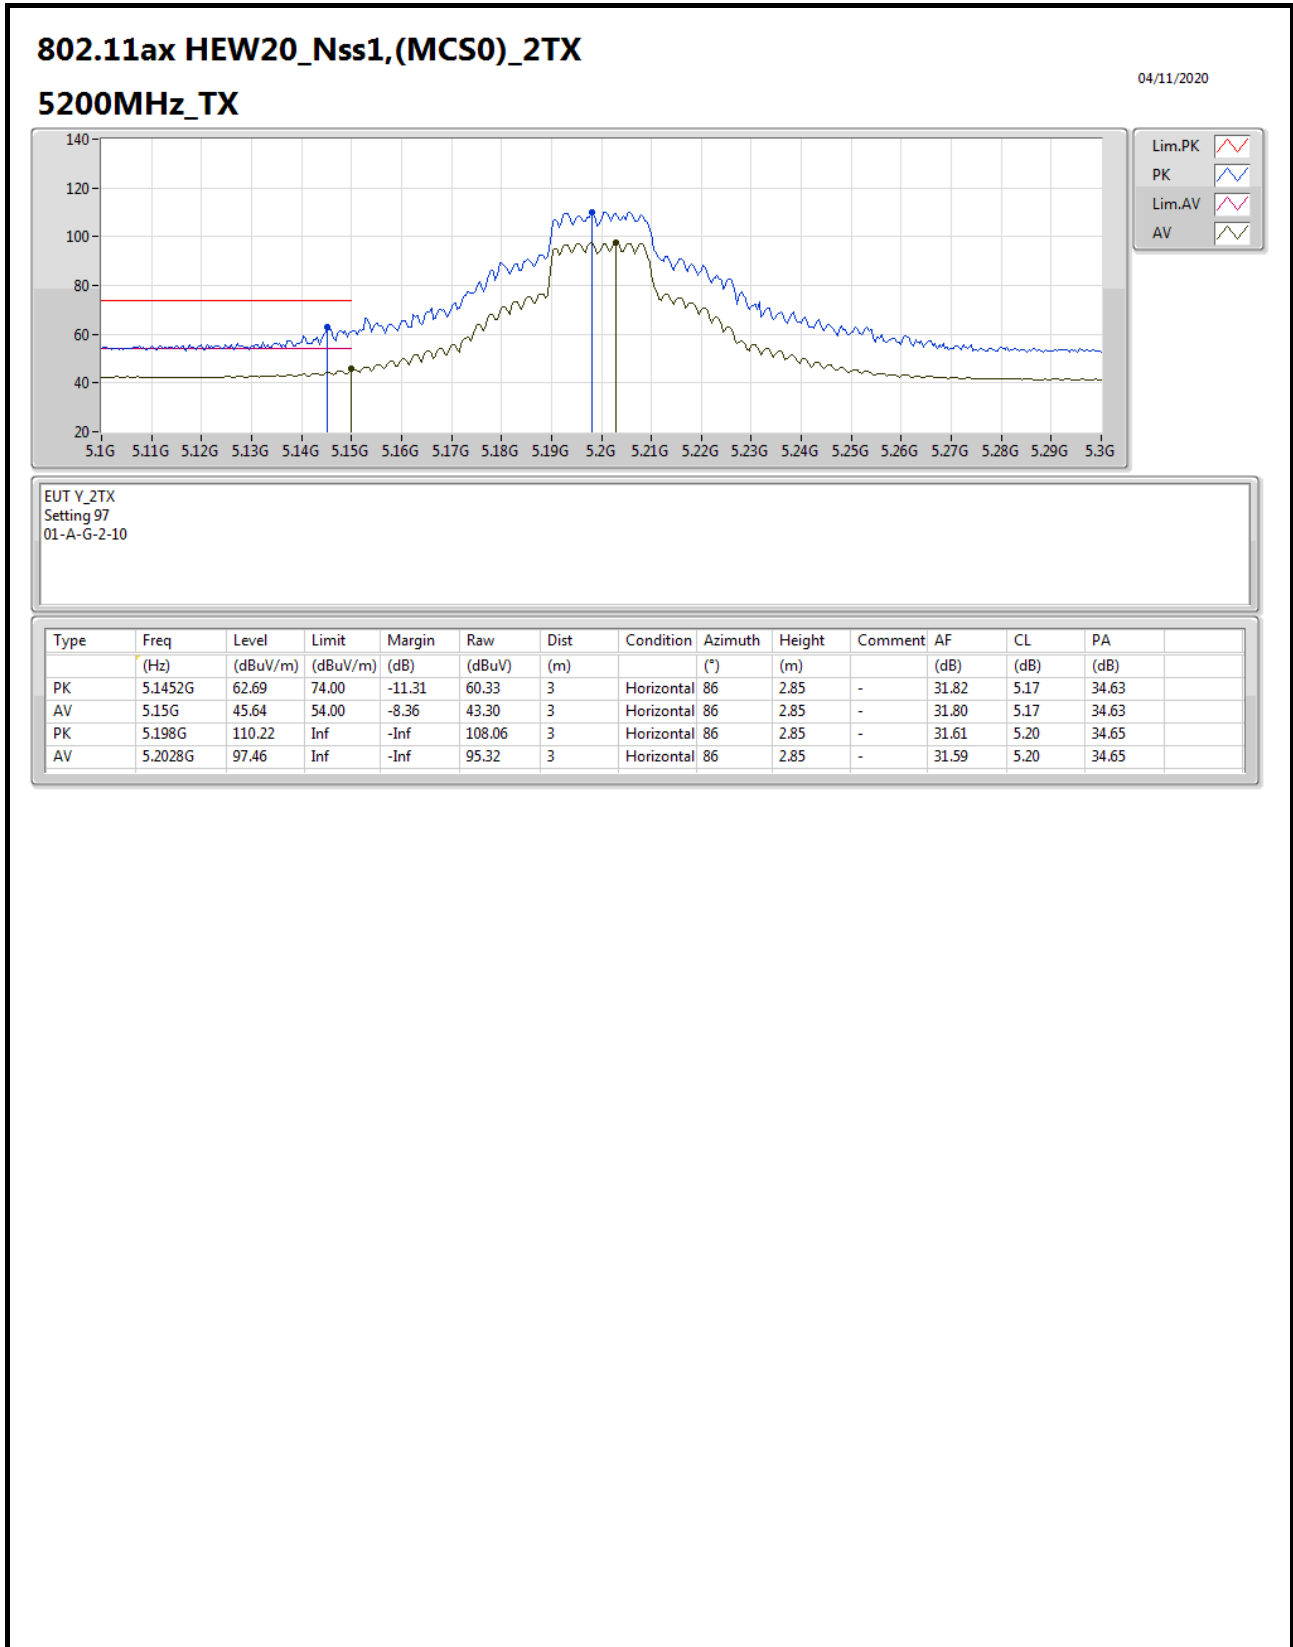 802.11ax HEW20_Nss1,(MCS0)_2TX
04/11/2020
5200MHz_TX
140
120
100
80
60
40
20
5.1G 5.11G 5.12G 5.13G 5.14G 5.15G 5.16G 5.17G 5.18G 5.19G 5.2G 5.21G 5.22G 5.23G 5.24G 5.25G 5.26G 5.27G 5.28G 5.29G 5.3G
Lim.PK
PK
Lim.AV
AV
EUT Y_2TX
Setting 97
01-A-G-2-10
Type Freq Level Limit Margin Raw Dist Condition Azimuth Height Comment AF CL PA
(Hz) (dBuV/m) (dBuV/m) (dB) (dBuV) (m) (°) (m) (dB) (dB) (dB)
PK 5.1452G 62.69 74.00 -11.31 60.33 3 Horizontal 86 2.85 - 31.82 5.17 34.63
AV 5.15G 45.64 54.00 -8.36 43.30 3 Horizontal 86 2.85 - 31.80 5.17 34.63
PK 5.198G 110.22 Inf -Inf 108.06 3 Horizontal 86 2.85 - 31.61 5.20 34.65
AV 5.2028G 97.46 Inf -Inf 95.32 3 Horizontal 86 2.85 - 31.59 5.20 34.65